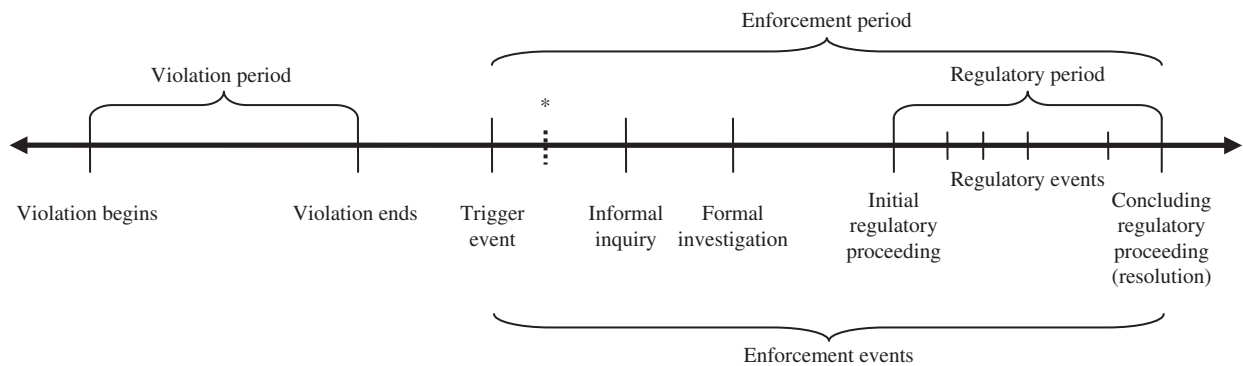 Enforcement period
Violation period
Regulatory period
*
Regulatory events
Violation begins
Violation ends
Trigger
event
Informal
inquiry
Formal
investigation
Initial
regulatory
proceeding
Concluding
regulatory
proceeding
(resolution)
Enforcement events